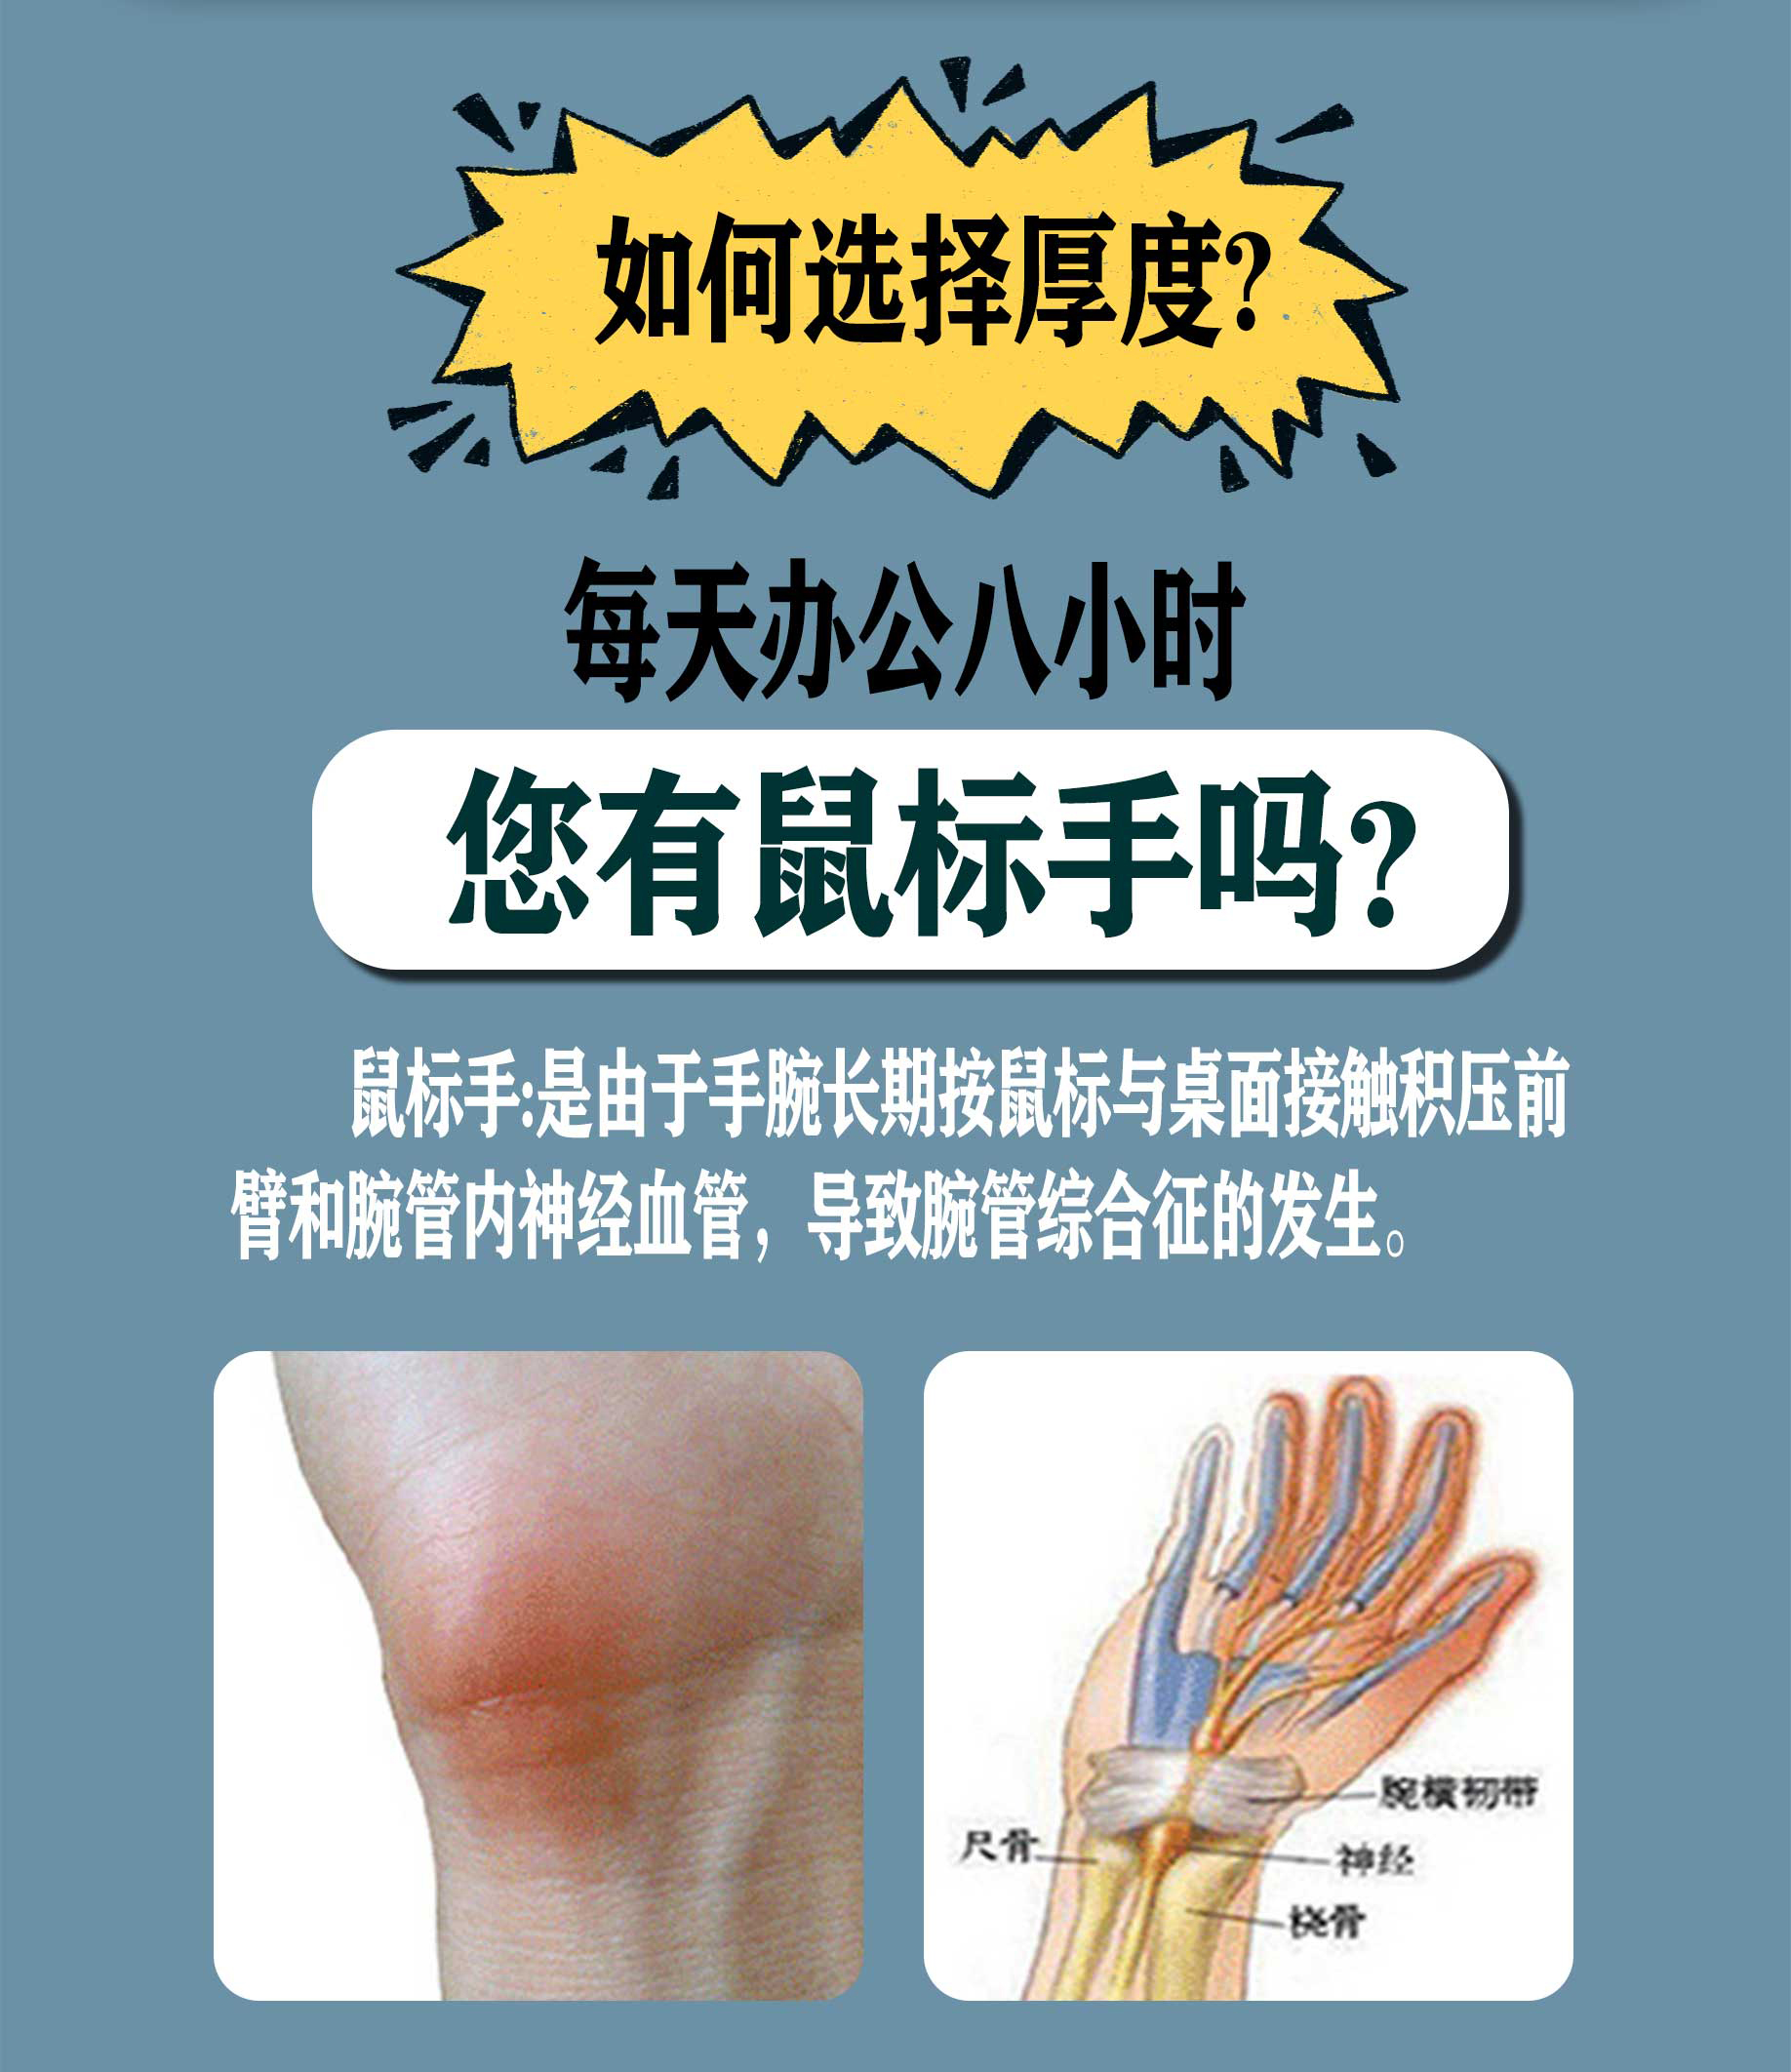 如何选择厚度?
每天办公八小时
您有鼠标手吗?
鼠标手:是由于手腕长期按鼠标与桌面接触积压前
臂和腕管内神经血管，导致腕管综合征的发生。
腕横韧带
尺骨
神经
桡骨